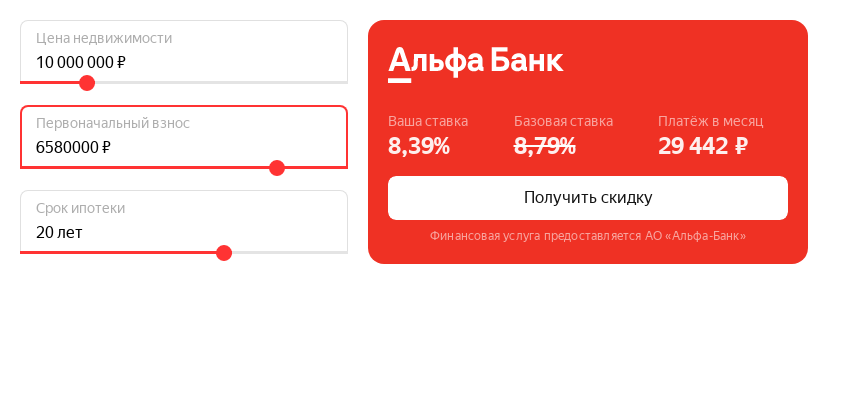 Цена недвижимости
10 000 000 ₽
Первоначальный взнос
6580000 ₽
Срок ипотеки
20 лет
Альфа Банк
Ваша ставка Базовая ставка Платёж в месяц
8,39% 8,79% 29 442 ₽
Получить скидку
Финансовая услуга предоставляется АО «Альфа-Банк»